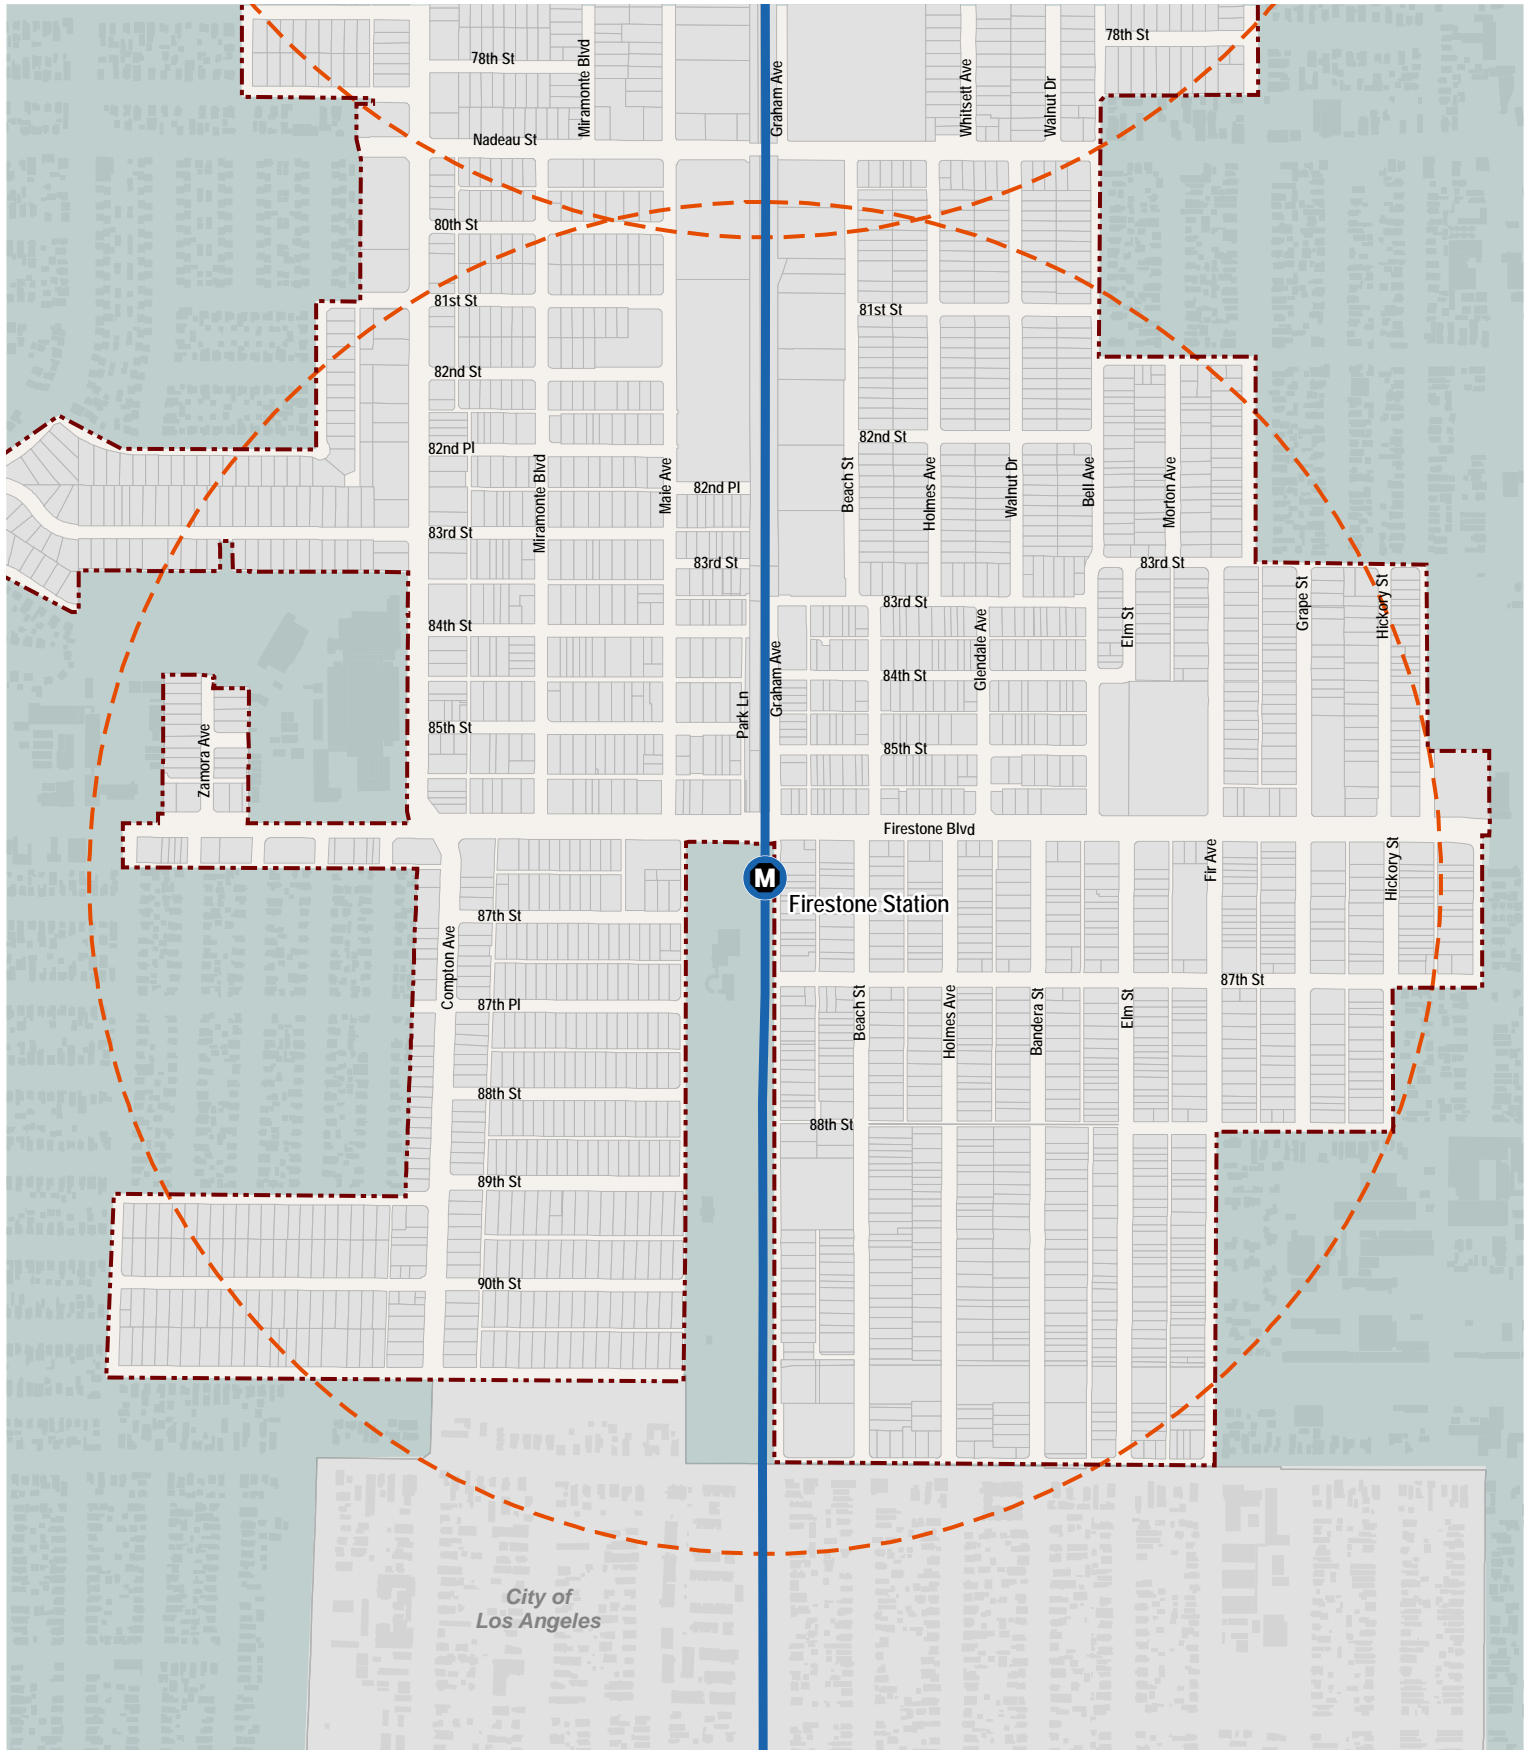 78th St
78th St
Miramonte Blvd
Graham Ave
Whitsett Ave
Walnut Dr
Nadeau St
80th St
81st St
81st St
82nd St
82nd St
82nd Pl
Miramonte Blvd
Maie Ave
82nd Pl
Beach St
Holmes Ave
Walnut Dr
Bell Ave
Morton Ave
83rd St
83rd St
83rd St
83rd St
Grape St
Hickory St
84th St
Elm St
Glendale Ave
84th St
Graham Ave
Park Ln
85th St
85th St
Zamora Ave
Firestone Blvd
Fir Ave
Hickory St
M
Firestone Station
87th St
Compton Ave
87th St
87th Pl
Beach St
Holmes Ave
Bandera St
Elm St
88th St
88th St
89th St
90th St
City of
Los Angeles